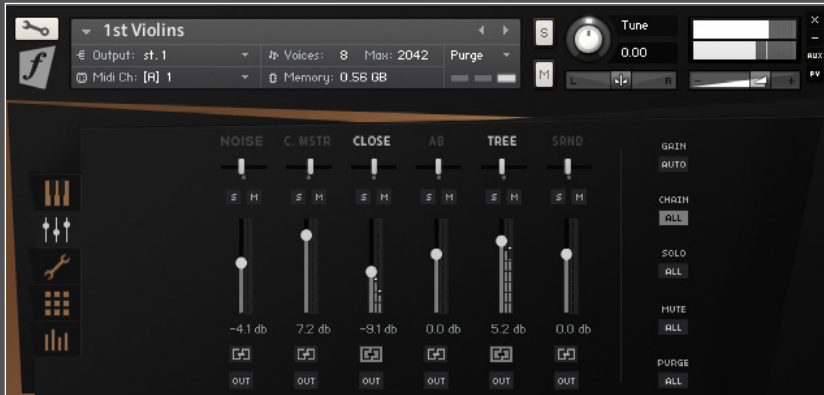 1st Violins
S
Tune
0.00
X
–
AUX
PV
Output: st.1
Voices: 8 Max: 2042
Purge
Midi Ch: [A] 1
Memory: 0.56 GB
M
L R
– +
f
NOISE C. MSTR CLOSE AB TREE SRND
S M S M S M S M S M S M
-4.1 db 7.2 db -9.1 db 0.0 db 5.2 db 0.0 db
OUT OUT OUT OUT OUT OUT
GAIN
AUTO
CHAIN
ALL
SOLO
ALL
MUTE
ALL
PURGE
ALL